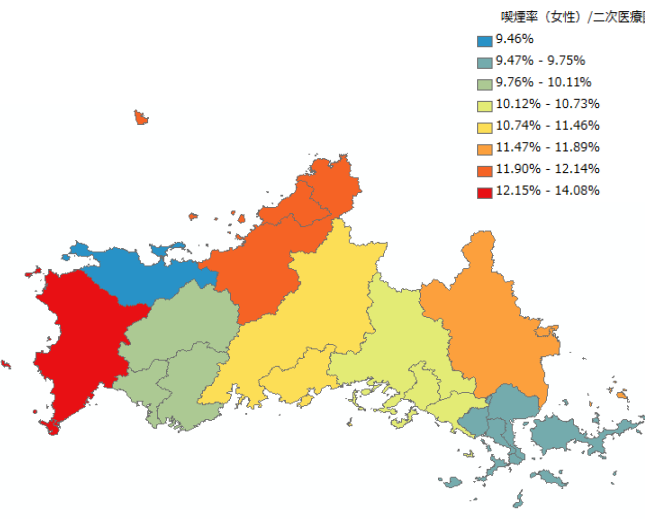 喫煙率（女性）/二次医療
9.46%
9.47% - 9.75%
9.76% - 10.11%
10.12% - 10.73%
10.74% - 11.46%
11.47% - 11.89%
11.90% - 12.14%
12.15% - 14.08%